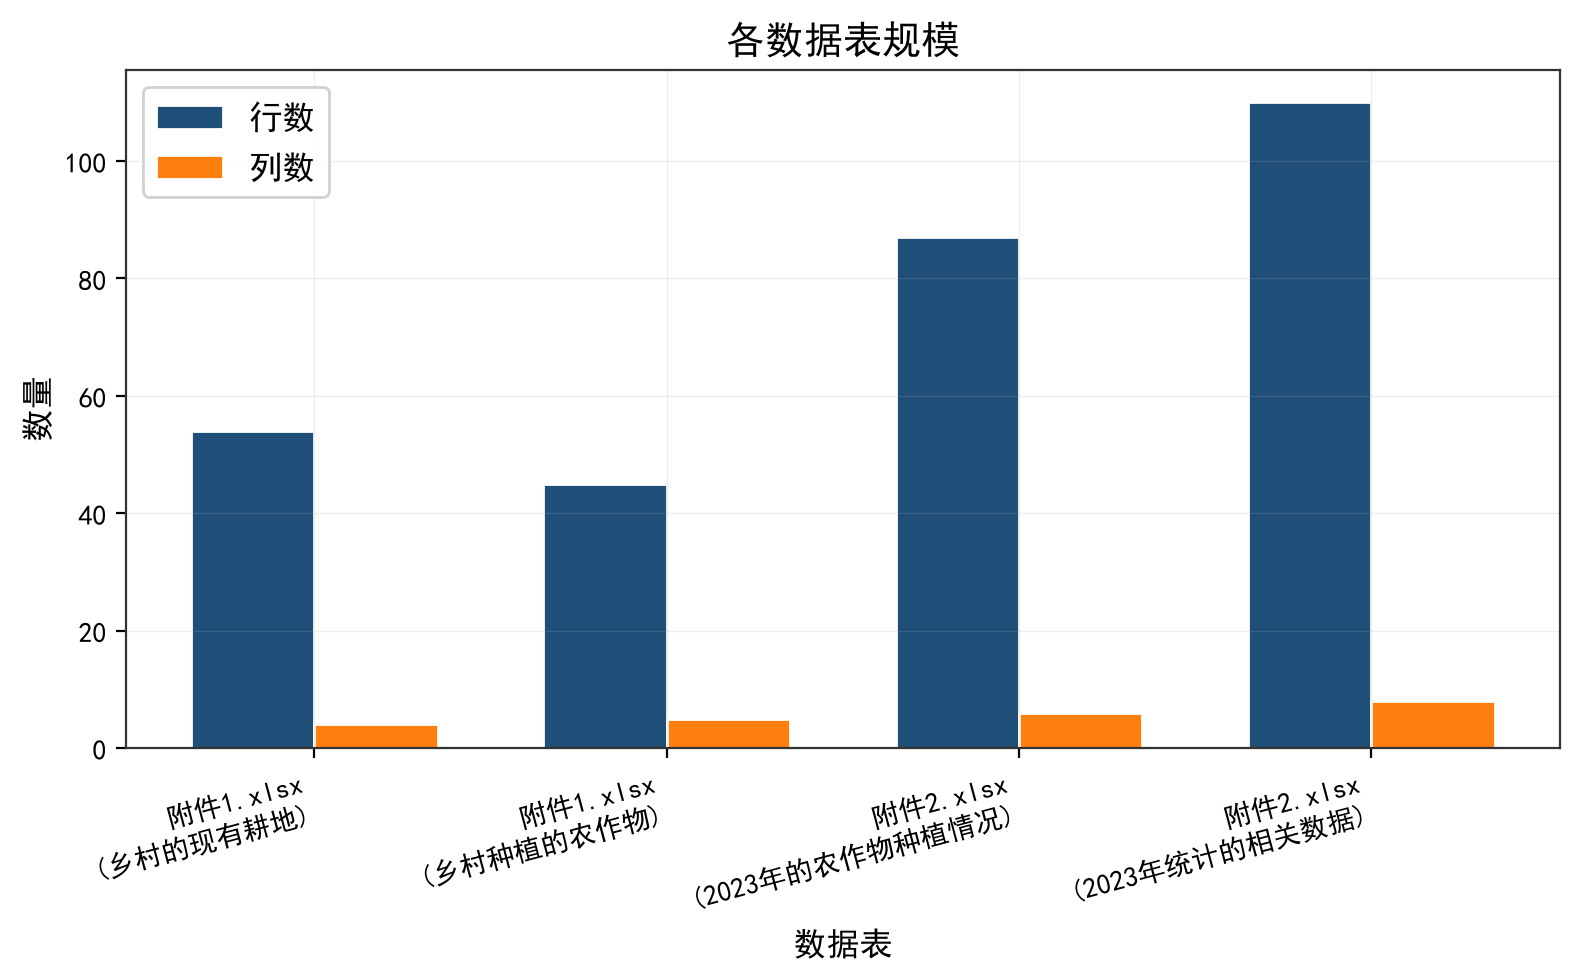 各数据表规模
行数
列数
数量
100
80
60
40
20
0
附件1.xlsx
(乡村的现有耕地)
附件1.xlsx
(乡村种植的农作物)
附件2.xlsx
(2023年的农作物种植情况)
附件2.xlsx
(2023年统计的相关数据)
数据表